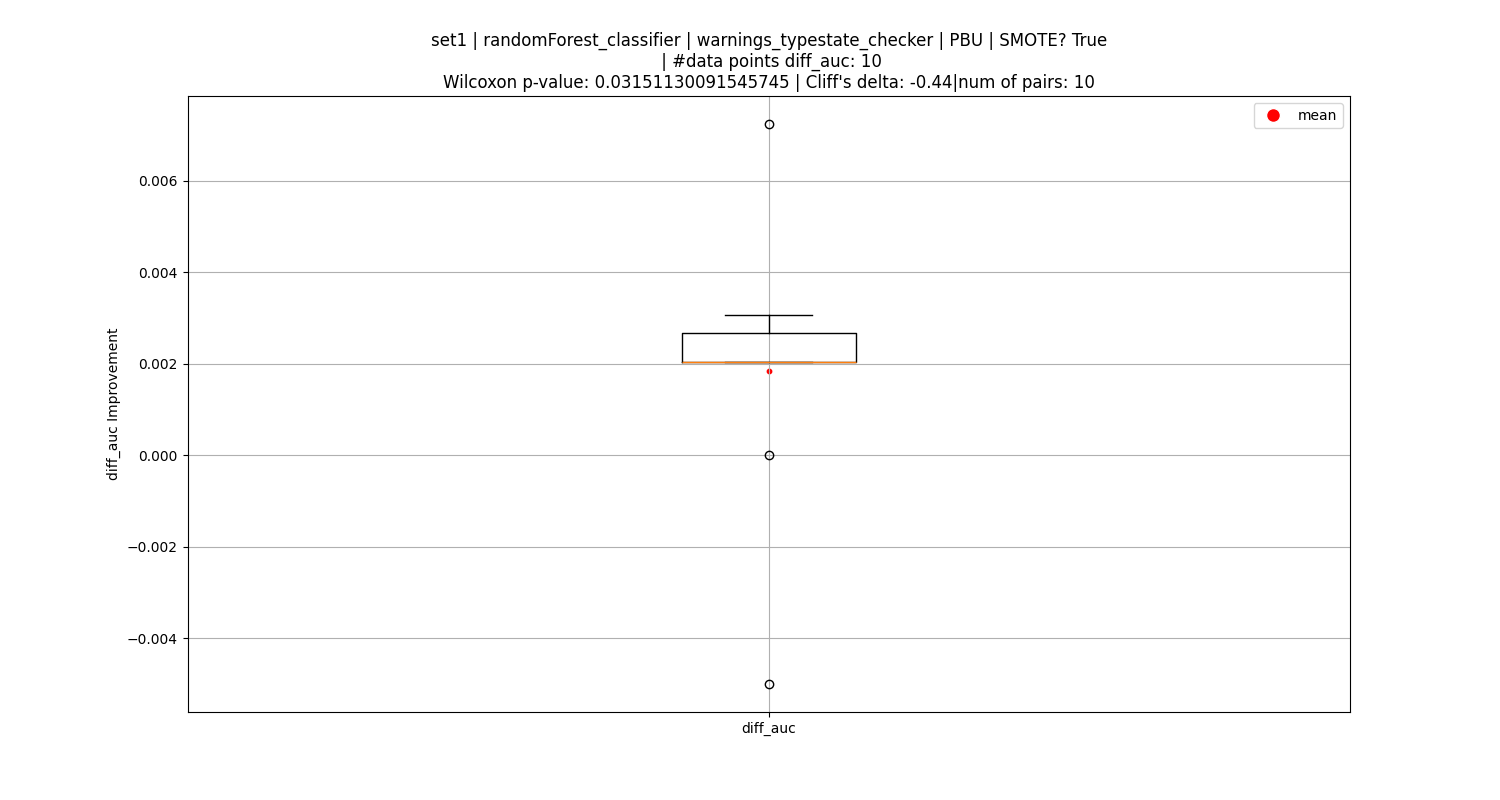 set1 | randomForest_classifier | warnings_typestate_checker | PBU | SMOTE? True
| #data points diff_auc: 10
Wilcoxon p-value: 0.03151130091545745 | Cliff's delta: -0.44|num of pairs: 10
mean
0.006
0.004
0.002
0.000
−0.002
−0.004
diff_auc Improvement
diff_auc